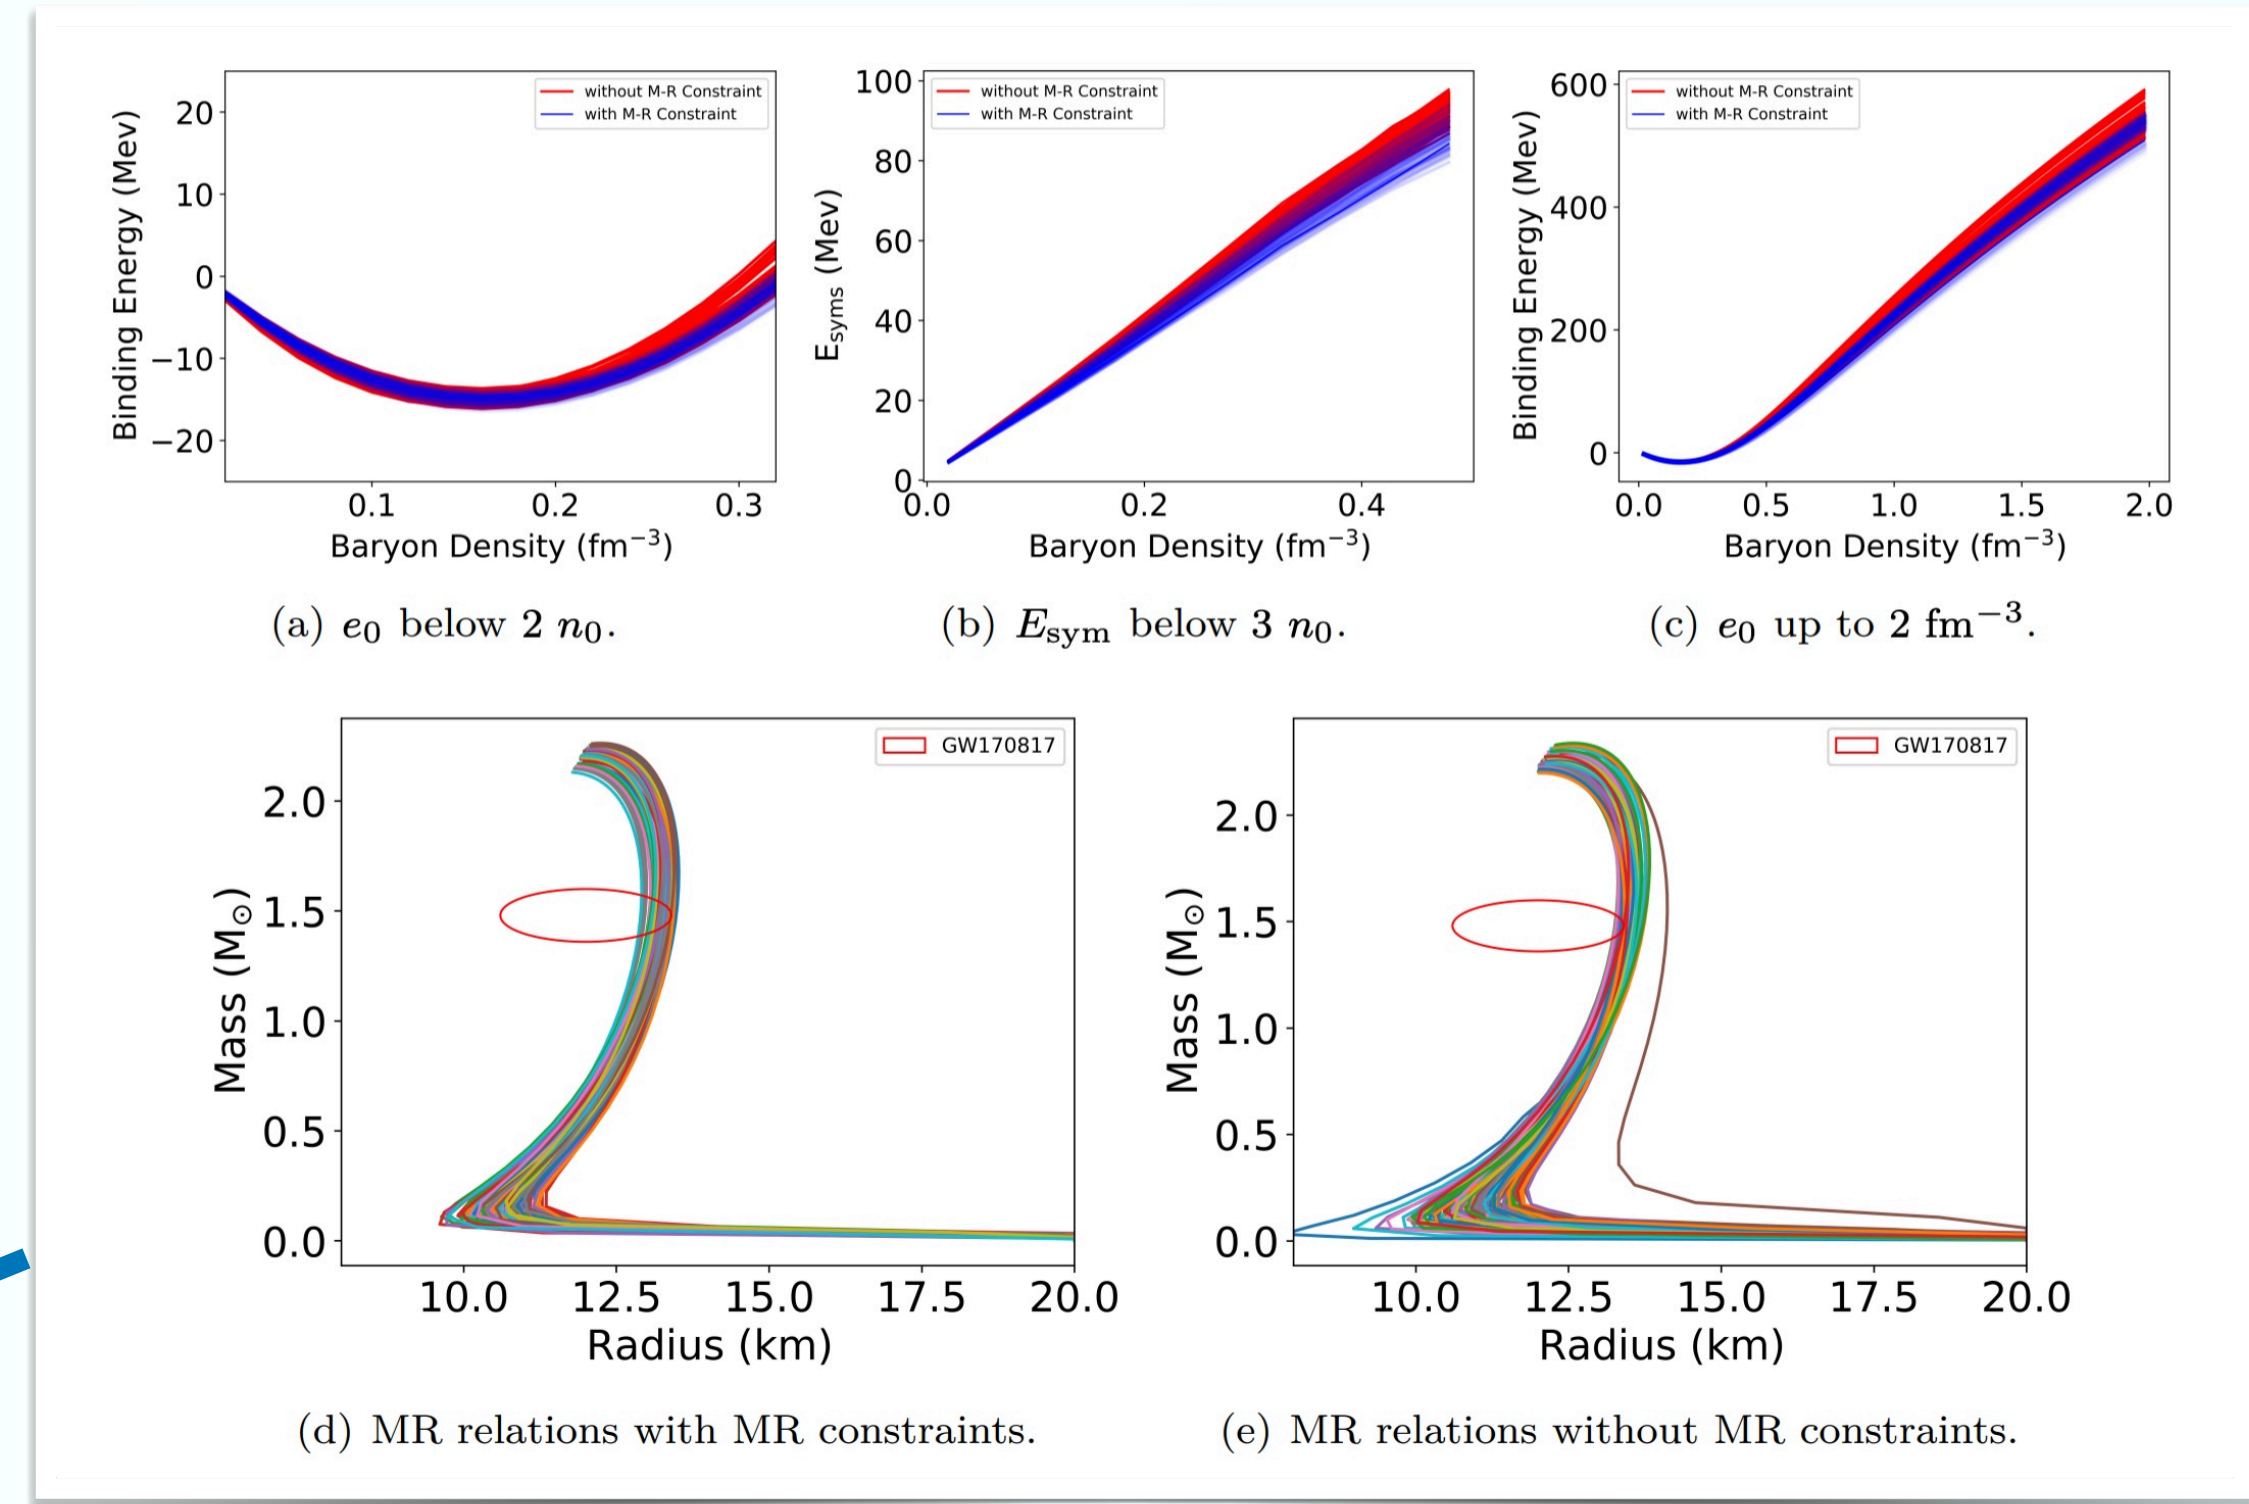 without M-R Constraint
with M-R Constraint
20
10
0
−10
−20
Binding Energy (Mev)
0.1 0.2 0.3
Baryon Density (fm⁻³)
(a) e₀ below 2 n₀.
without M-R Constraint
with M-R Constraint
100
80
60
40
20
0
E_syms (Mev)
0.0 0.2 0.4
Baryon Density (fm⁻³)
(b) E_sym below 3 n₀.
without M-R Constraint
with M-R Constraint
600
400
200
0
Binding Energy (Mev)
0.0 0.5 1.0 1.5 2.0
Baryon Density (fm⁻³)
(c) e₀ up to 2 fm⁻³.
GW170817
2.0
1.5
1.0
0.5
0.0
Mass (M☉)
10.0 12.5 15.0 17.5 20.0
Radius (km)
(d) MR relations with MR constraints.
GW170817
2.0
1.5
1.0
0.5
0.0
Mass (M☉)
10.0 12.5 15.0 17.5 20.0
Radius (km)
(e) MR relations without MR constraints.